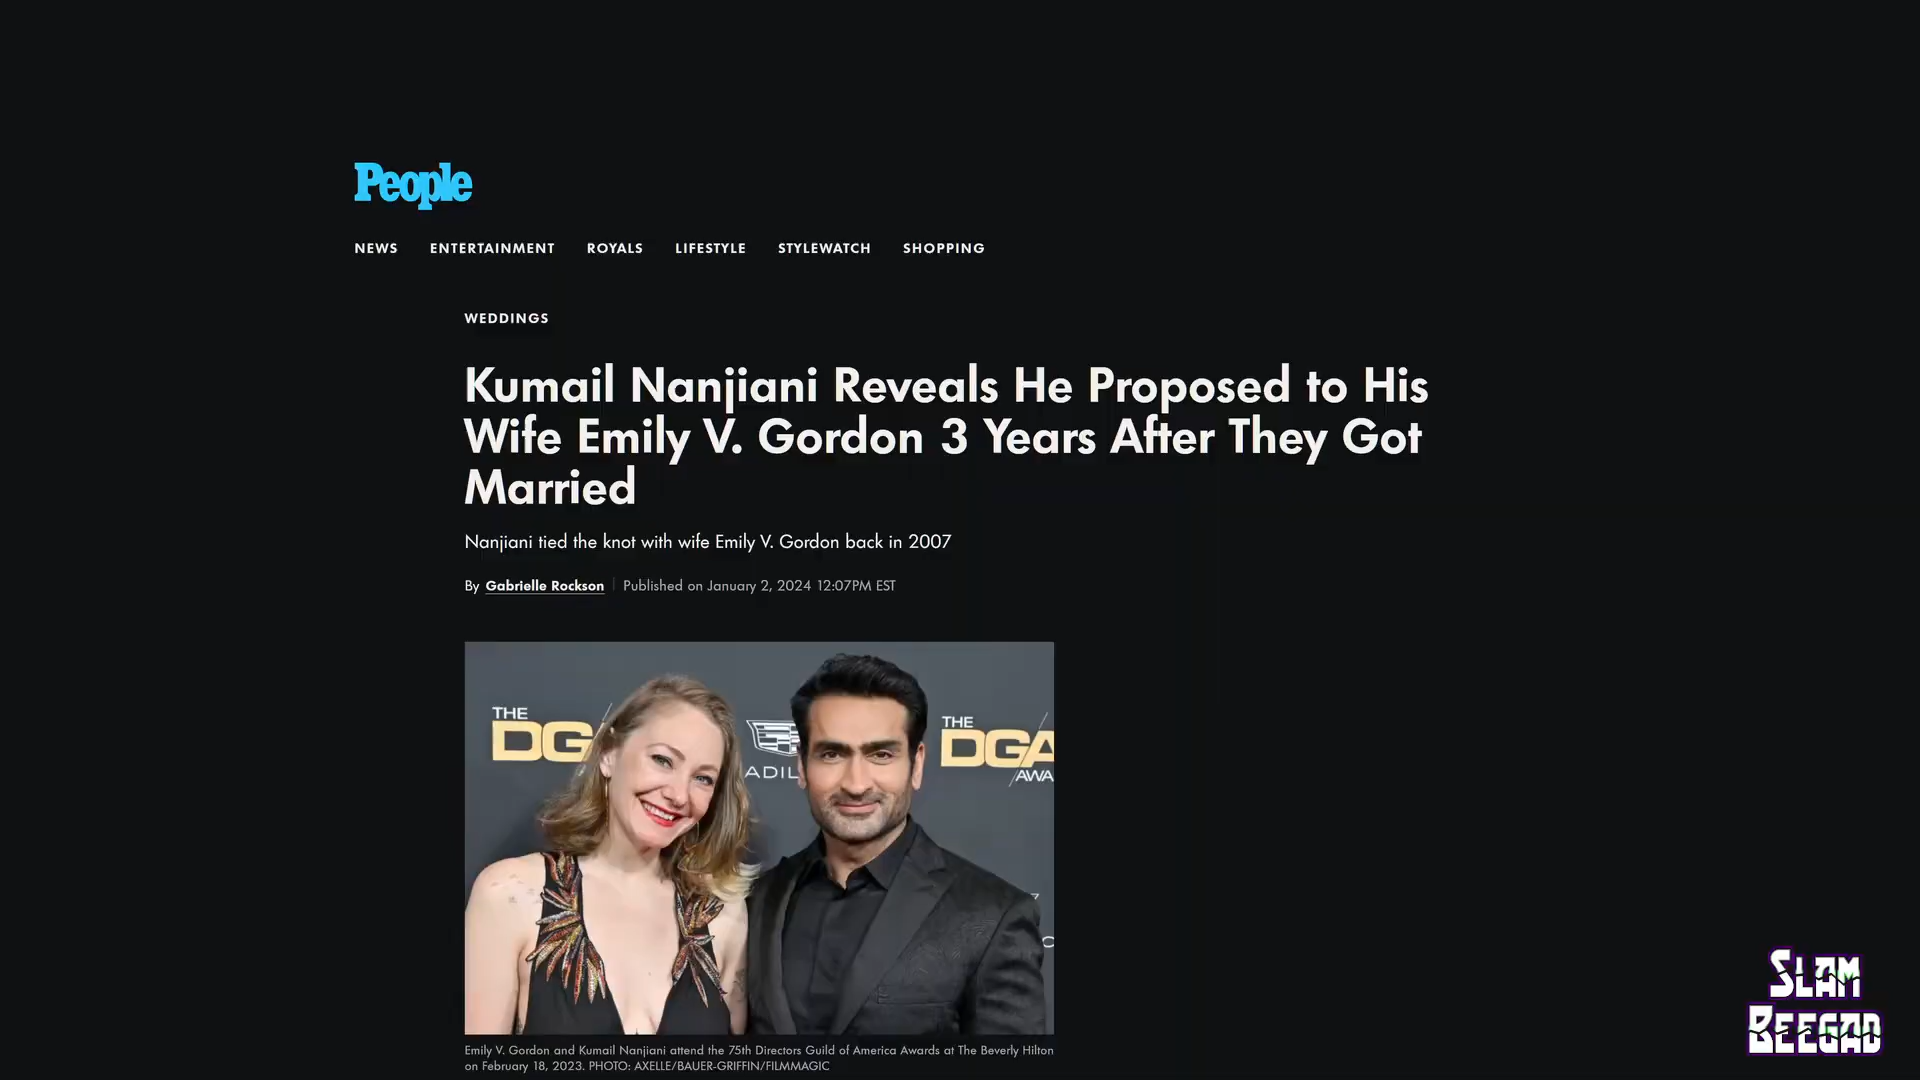 People
NEWS ENTERTAINMENT ROYALS LIFESTYLE STYLEWATCH SHOPPING
WEDDINGS
Kumail Nanjiani Reveals He Proposed to His
Wife Emily V. Gordon 3 Years After They Got
Married
Nanjiani tied the knot with wife Emily V. Gordon back in 2007
By Gabrielle Rockson Published on January 2, 2024 12:07PM EST
THE
DGA
ADIL
THE
DGA
AWA
Emily V. Gordon and Kumail Nanjiani attend the 75th Directors Guild of America Awards at The Beverly Hilton
on February 18, 2023. PHOTO: AXELLE/BAUER-GRIFFIN/FILMMAGIC
SLAM
BEEGAD